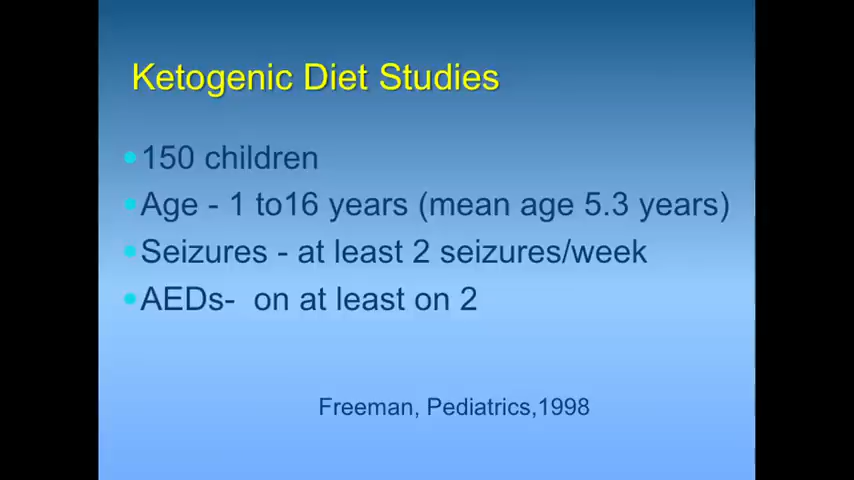 Ketogenic Diet Studies
•150 children
•Age - 1 to16 years (mean age 5.3 years)
•Seizures - at least 2 seizures/week
•AEDs-  on at least on 2
Freeman, Pediatrics,1998